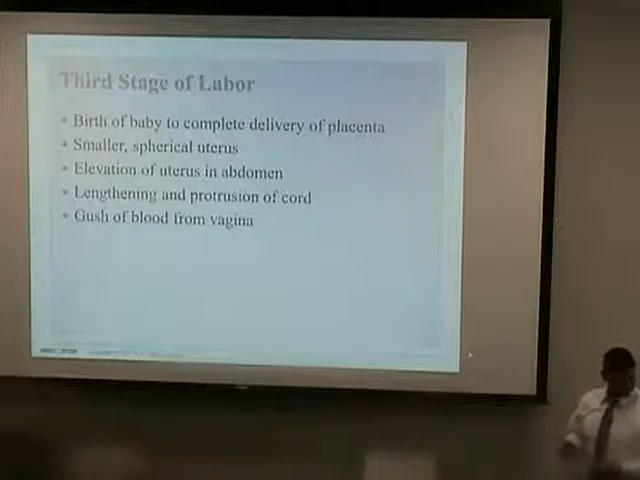 Third Stage of Labor
• Birth of baby to complete delivery of placenta
• Smaller, spherical uterus
• Elevation of uterus in abdomen
• Lengthening and protrusion of cord
• Gush of blood from vagina